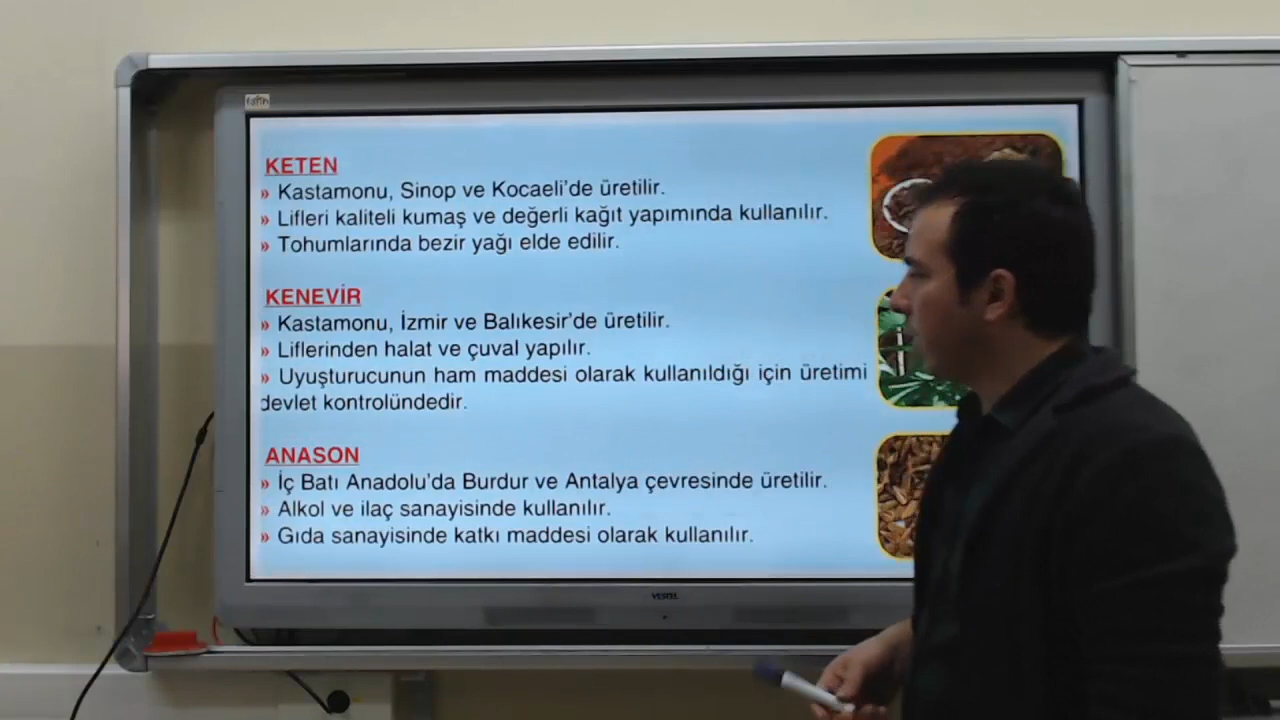 KETEN
» Kastamonu, Sinop ve Kocaeli'de üretilir.
» Lifleri kaliteli kumaş ve değerli kağıt yapımında kullanılır.
» Tohumlarında bezir yağı elde edilir.
KENEVİR
» Kastamonu, İzmir ve Balıkesir'de üretilir.
» Liflerinden halat ve çuval yapılır.
» Uyuşturucunun ham maddesi olarak kullanıldığı için üretimi
devlet kontrolündedir.
ANASON
» İç Batı Anadolu'da Burdur ve Antalya çevresinde üretilir.
» Alkol ve ilaç sanayisinde kullanılır.
» Gıda sanayisinde katkı maddesi olarak kullanılır.
VESTEL